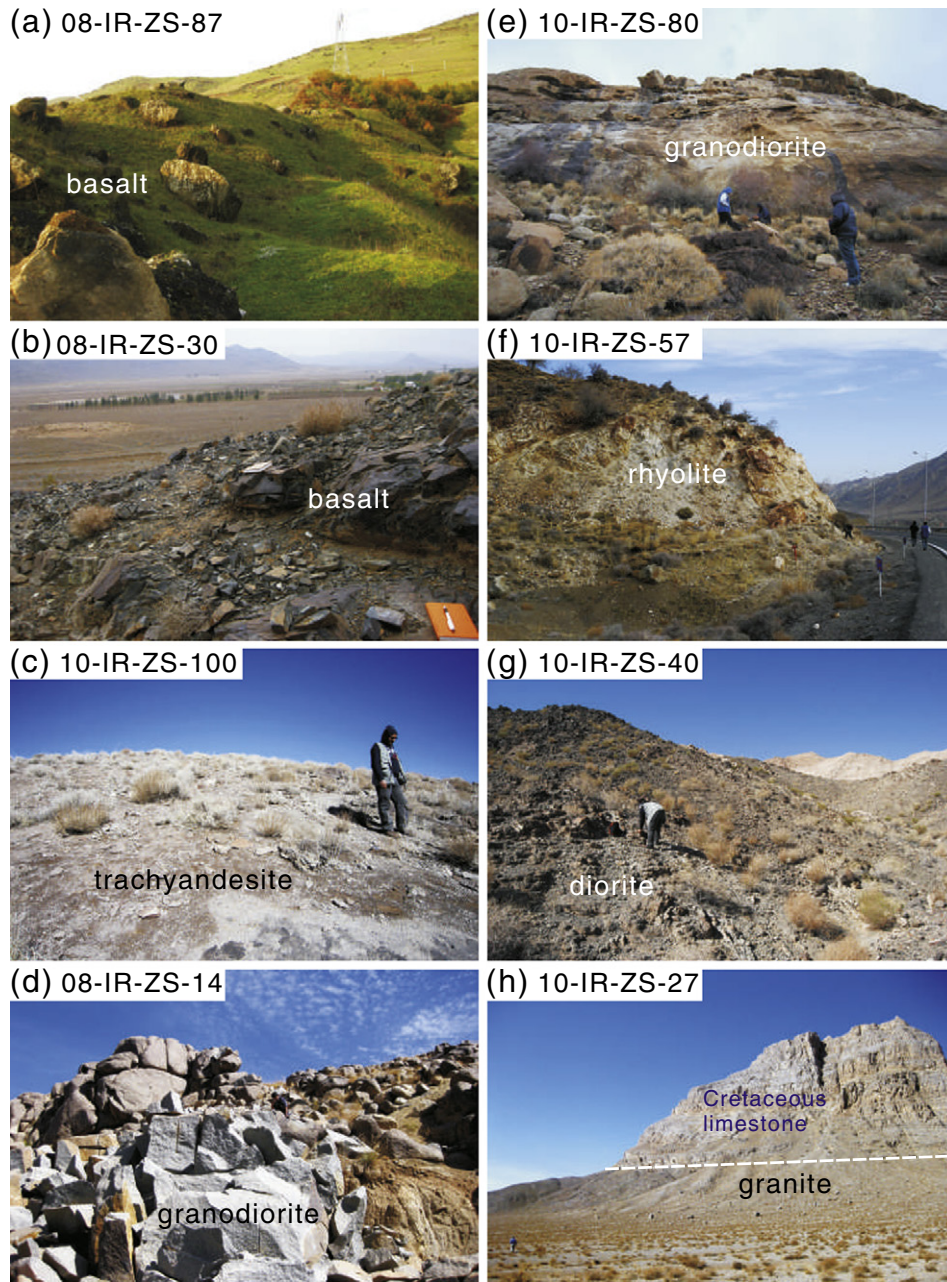 (a) 08-IR-ZS-87
basalt
(b) 08-IR-ZS-30
basalt
(c) 10-IR-ZS-100
trachyandesite
(d) 08-IR-ZS-14
granodiorite
(e) 10-IR-ZS-80
granodiorite
(f) 10-IR-ZS-57
rhyolite
(g) 10-IR-ZS-40
diorite
(h) 10-IR-ZS-27
Cretaceous
limestone
granite